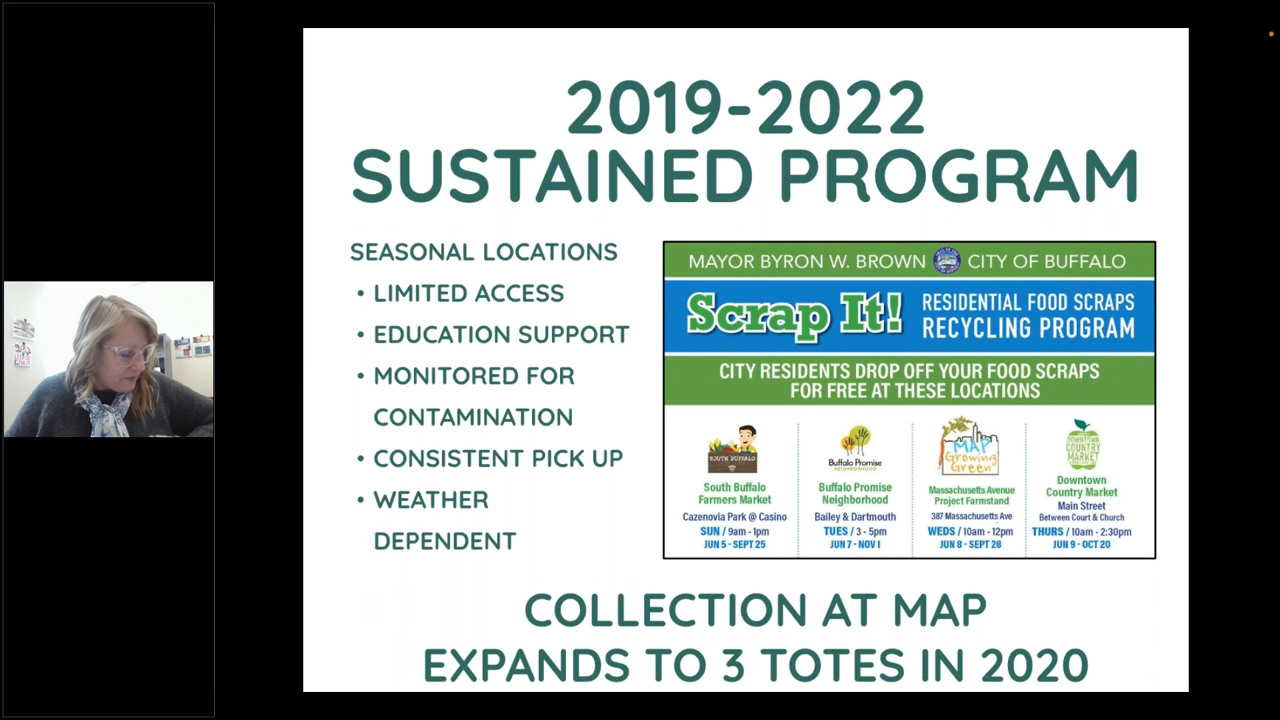 2019-2022
SUSTAINED PROGRAM
SEASONAL LOCATIONS
• LIMITED ACCESS
• EDUCATION SUPPORT
• MONITORED FOR
CONTAMINATION
• CONSISTENT PICK UP
• WEATHER
DEPENDENT
MAYOR BYRON W. BROWN CITY OF BUFFALO
Scrap It!
RESIDENTIAL FOOD SCRAPS
RECYCLING PROGRAM
CITY RESIDENTS DROP OFF YOUR FOOD SCRAPS
FOR FREE AT THESE LOCATIONS
SOUTH BUFFALO
South Buffalo
Farmers Market
Cazenovia Park @ Casino
SUN / 9am - 1pm
JUN 5 - SEPT 25
Buffalo Promise
NEIGHBORHOOD
Buffalo Promise
Neighborhood
Bailey & Dartmouth
TUES / 3 - 5pm
JUN 7 - NOV 1
MAP
Growing
Green
Massachusetts Avenue
Project Farmstand
387 Massachusetts Ave
WEDS / 10am - 12pm
JUN 8 - SEPT 28
DOWNTOWN
COUNTRY
MARKET
Downtown
Country Market
Main Street
Between Court & Church
THURS / 10am - 2:30pm
JUN 9 - OCT 20
COLLECTION AT MAP
EXPANDS TO 3 TOTES IN 2020